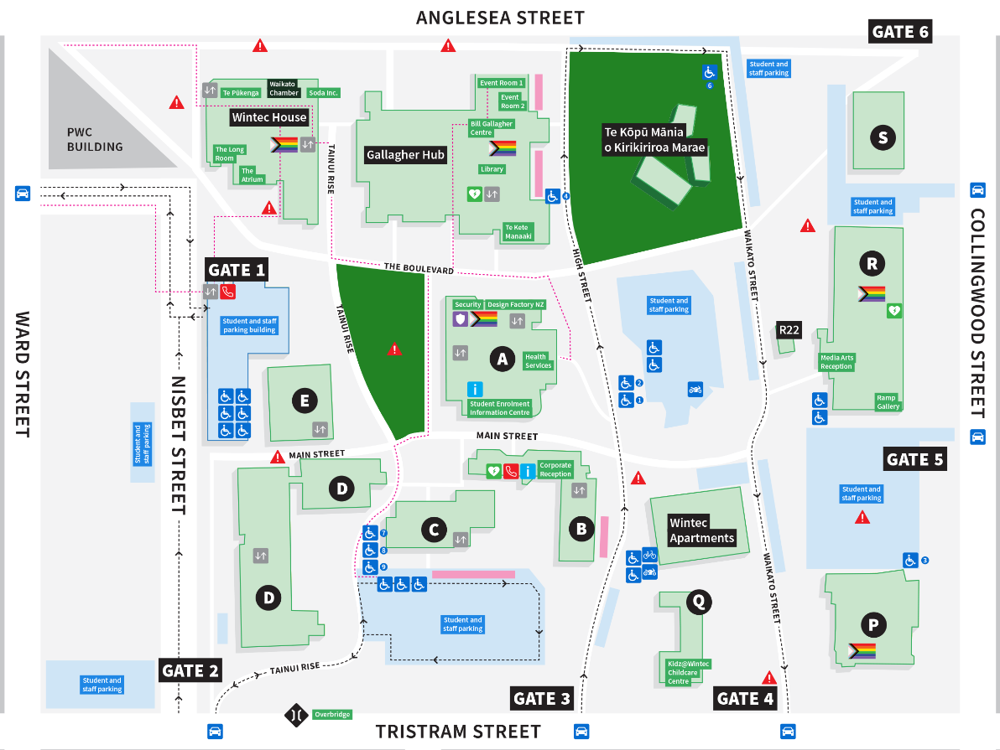 ANGLESEA STREET
GATE 6
Student and
staff parking
6
Event Room 1
Event
Room 2
Te Pūkenga
Waikato
Chamber
Soda Inc.
Wintec House
PWC
BUILDING
Bill Gallagher
Centre
Gallagher Hub
Te Kōpū Mānia
o Kirikiriroa Marae
S
The Long
Room
The
Atrium
TAINUI RISE
Library
4
Te Kete
Manaaki
Student and
staff parking
COLLINGWOOD STREET
GATE 1
THE BOULEVARD
HIGH STREET
WAIKATO STREET
R
Student and staff
parking building
TAINUI RISE
Security
Design Factory NZ
Student and
staff parking
R22
WARD STREET
A
Health
Services
Media Arts
Reception
NISBET STREET
E
i
Student Enrolment
Information Centre
2
1
Ramp
Gallery
Student and
staff parking
MAIN STREET
MAIN STREET
GATE 5
D
i
Corporate
Reception
Student and
staff parking
C
B
Wintec
Apartments
7
8
9
WAIKATO STREET
3
D
Student and
staff parking
Q
P
GATE 2
TAINUI RISE
Student and
staff parking
Kidz@Wintec
Childcare
Centre
GATE 3
GATE 4
Overbridge
TRISTRAM STREET